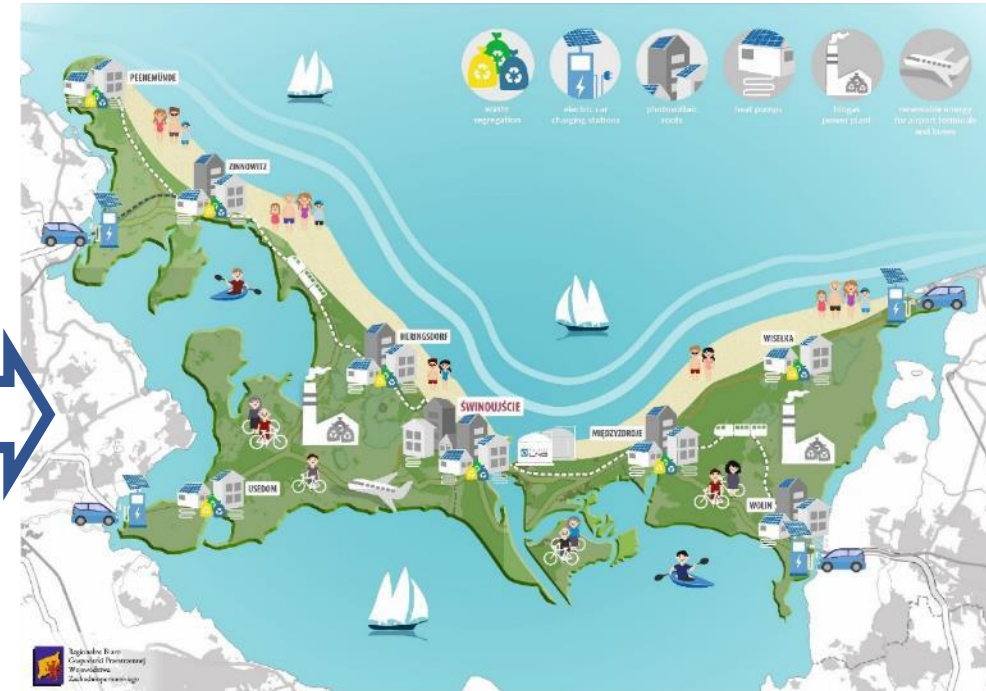 waste
segregation
electric car
charging stations
photovoltaic
roofs
heat pumps
biogas
power plant
renewable energy
for airport terminals
and buses
PEENEMÜNDE
ZINNOWITZ
HERINGSDORF
WISEŁKA
ŚWINOUJŚCIE
MIĘDZYZDROJE
LNG
USEDOM
WOLIN
Regionalne Biuro
Gospodarki Przestrzennej
Województwa
Zachodniopomorskiego